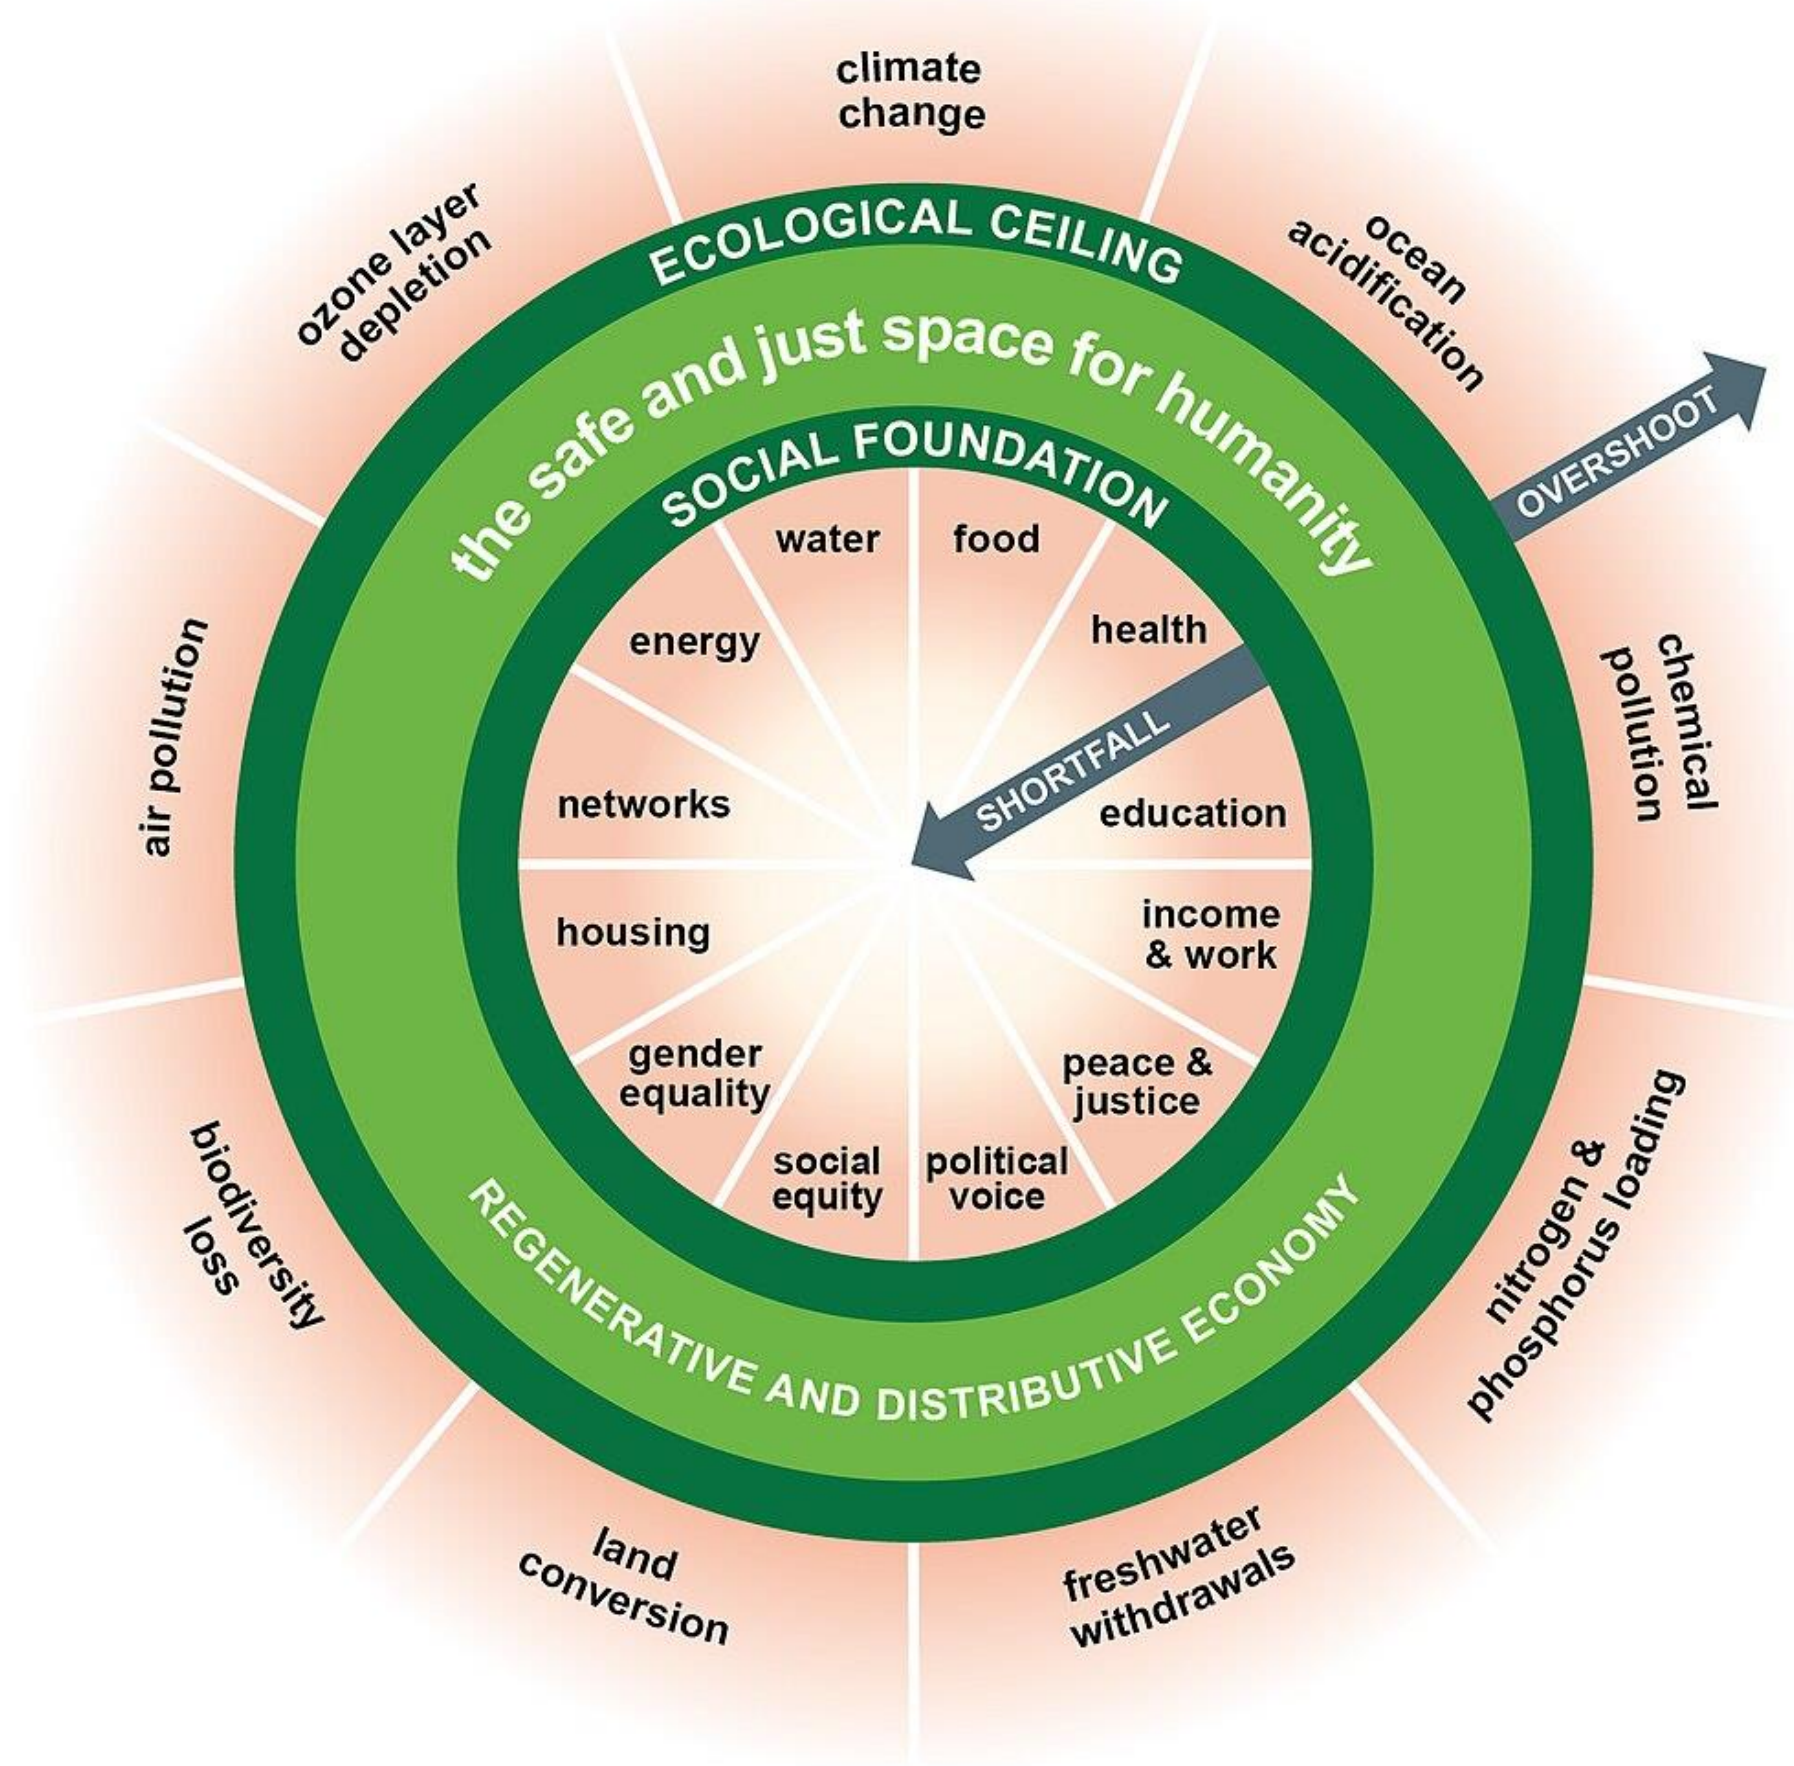 climate
change
ocean
acidification
OVERSHOOT
chemical
pollution
nitrogen &
phosphorus loading
freshwater
withdrawals
land
conversion
biodiversity
loss
air pollution
ozone layer
depletion
ECOLOGICAL CEILING
the safe and just space for humanity
SOCIAL FOUNDATION
water
food
health
SHORTFALL
education
income
& work
peace &
justice
political
voice
social
equity
gender
equality
housing
networks
energy
REGENERATIVE AND DISTRIBUTIVE ECONOMY